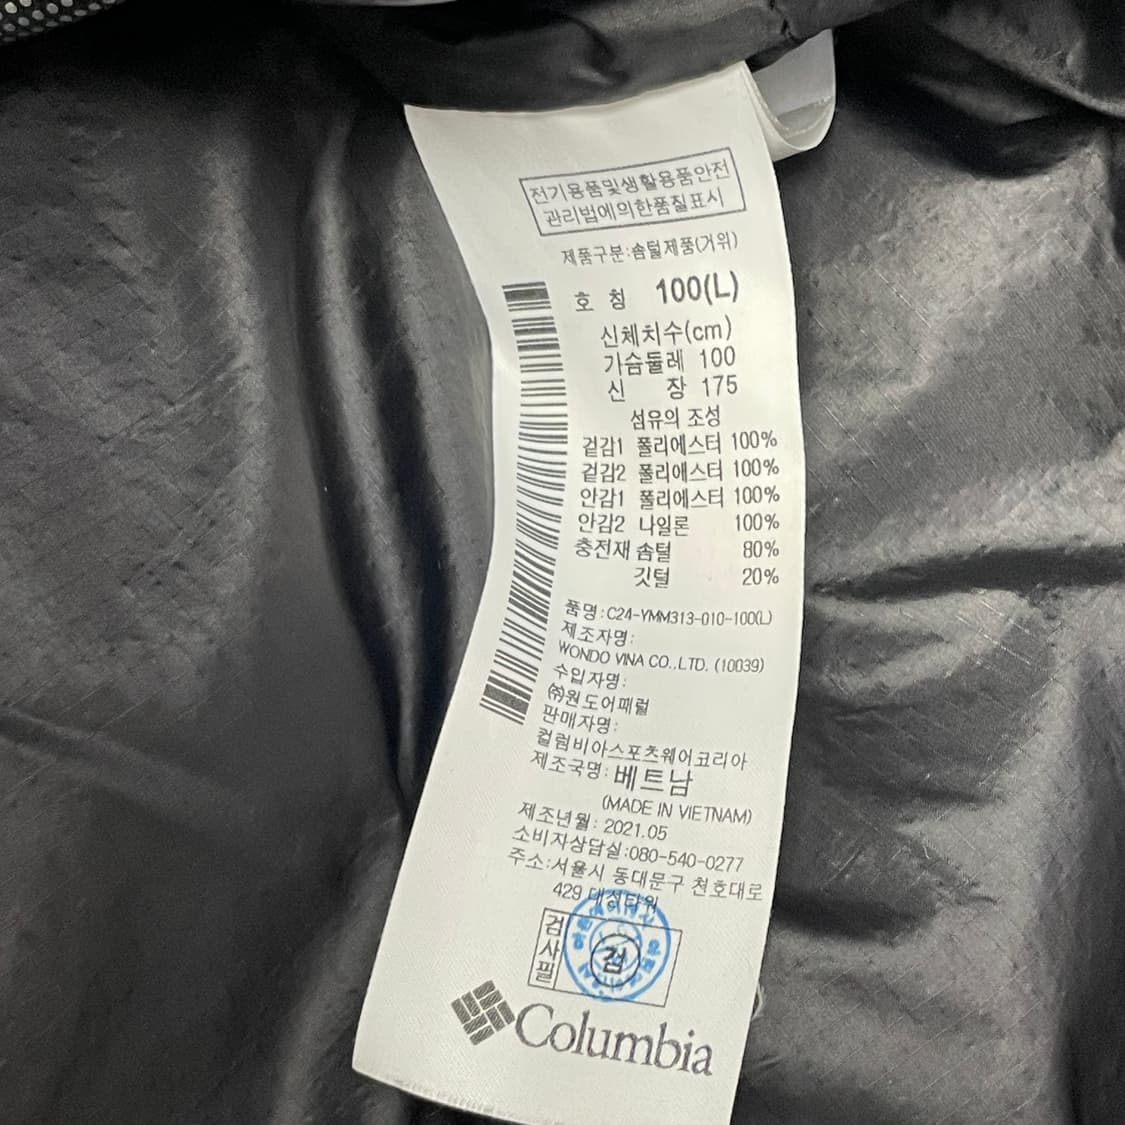 전기용품및생활용품안전
관리법에의한품질표시
제품구분:솜털제품(거위)
호 칭 100(L)
신체치수(cm)
가슴둘레 100
신 장 175
섬유의 조성
겉감1 폴리에스터 100%
겉감2 폴리에스터 100%
안감1 폴리에스터 100%
안감2 나일론 100%
충전재 솜털 80%
깃털 20%
품명:C24-YMM313-010-100(L)
제조자명:
WONDO VINA CO.,LTD. (10039)
수입자명:
㈜원도어패럴
판매자명:
컬럼비아스포츠웨어코리아
제조국명: 베트남
(MADE IN VIETNAM)
제조년월: 2021.05
소비자상담실:080-540-0277
주소:서울시 동대문구 천호대로
429
검사필
검
Columbia